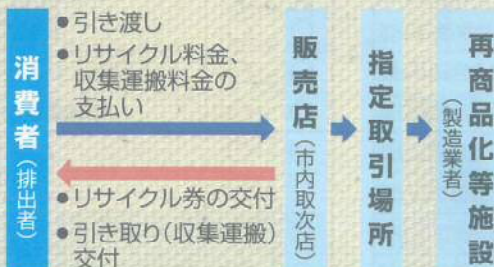 消費者(排出者)
●引き渡し
●リサイクル料金、
収集運搬料金の
支払い
●リサイクル券の交付
●引き取り(収集運搬)
交付
販売店(市内取次店)
指定取引場所
再商品化等施設
(製造業者)